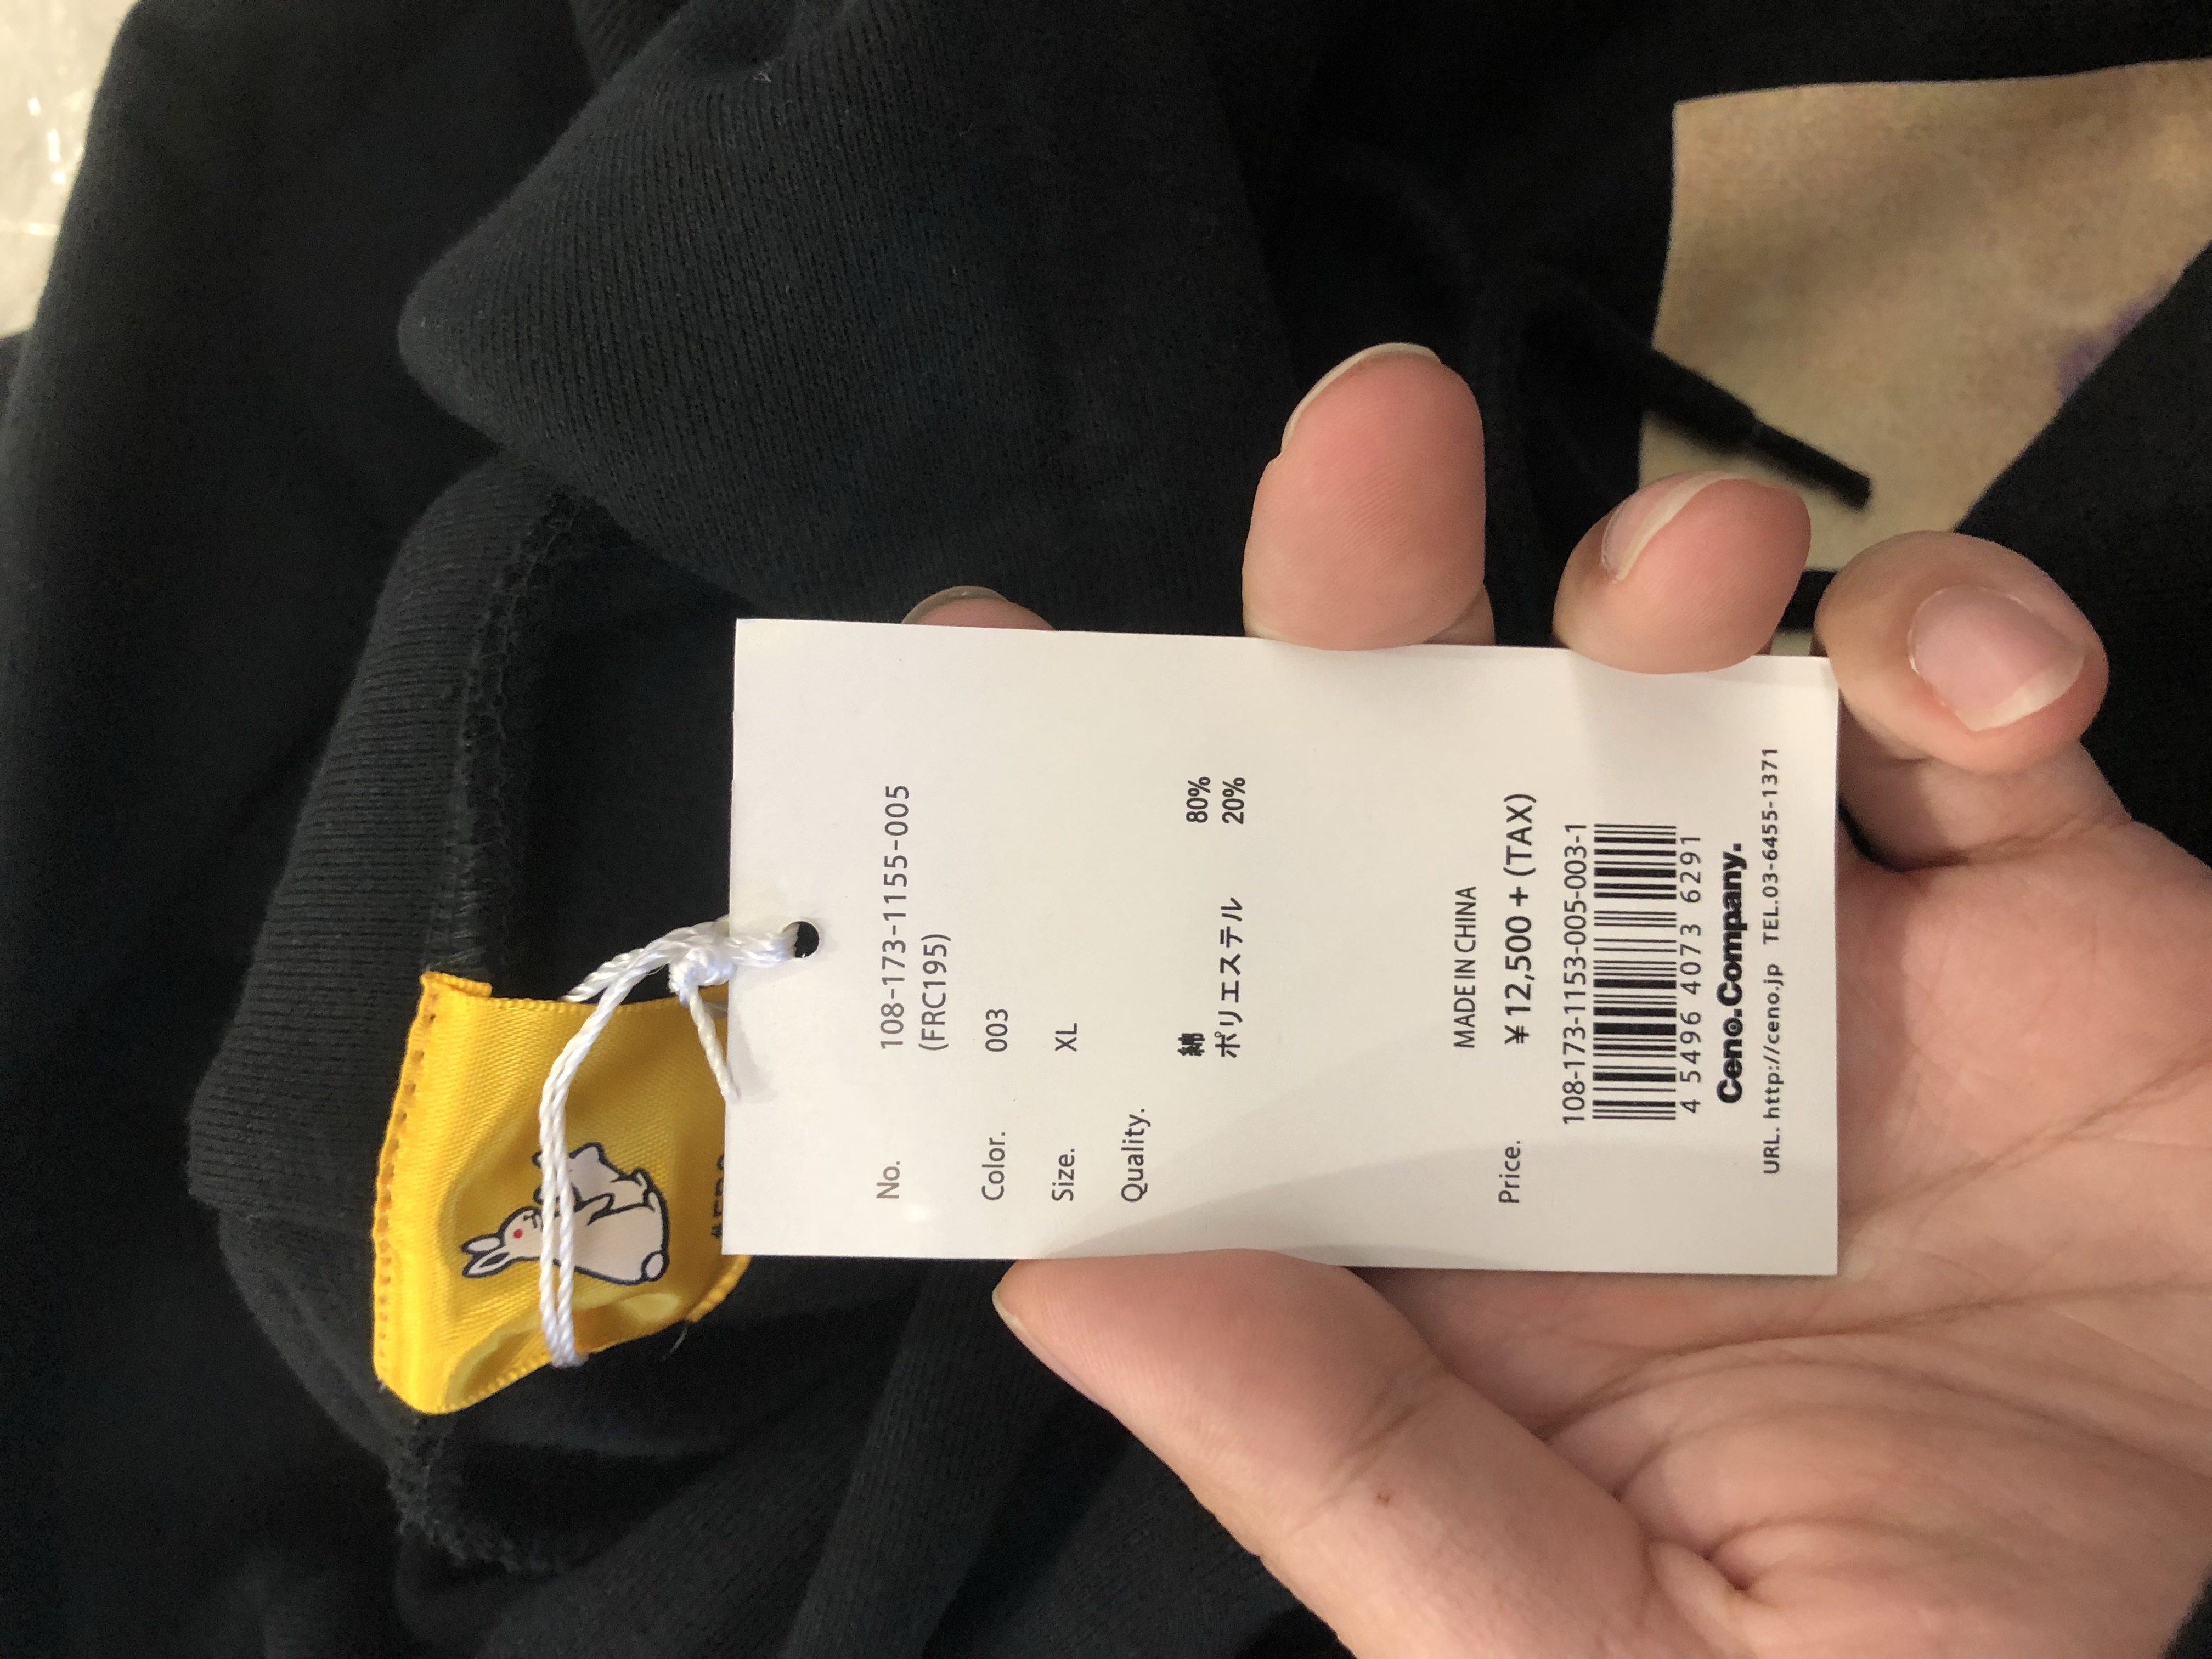 No. 108-173-1155-005
(FRC195)
Color. 003
Size. XL
Quality.
綿 80%
ポリエステル 20%
MADE IN CHINA
Price. ¥12,500+(TAX)
108-173-1153-005-003-1
4 5496 4073 6291
Ceno.Company.
URL. http://ceno.jp TEL.03-6455-1371